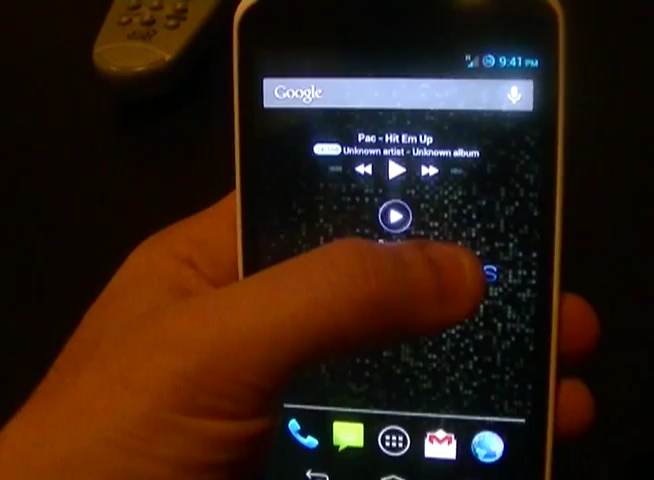 9:41 PM
Google
Pac - Hit Em Up
Unknown artist - Unknown album
S